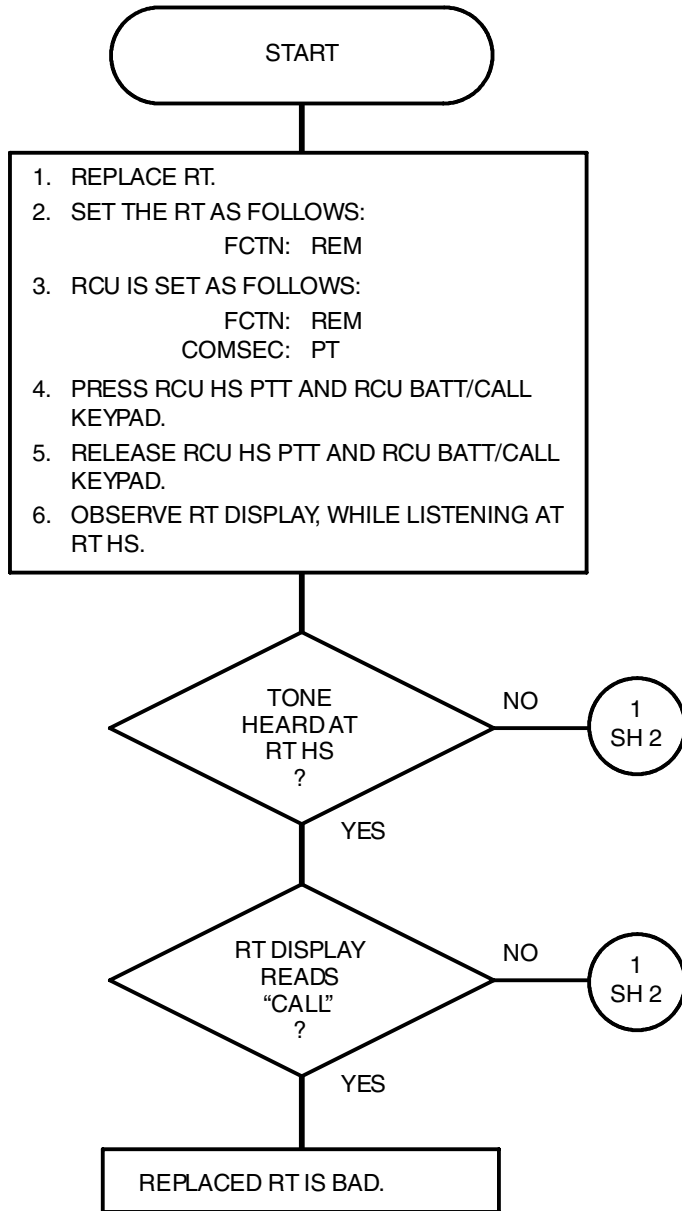 START
1. REPLACE RT.
2. SET THE RT AS FOLLOWS:
FCTN: REM
3. RCU IS SET AS FOLLOWS:
FCTN: REM
COMSEC: PT
4. PRESS RCU HS PTT AND RCU BATT/CALL
KEYPAD.
5. RELEASE RCU HS PTT AND RCU BATT/CALL
KEYPAD.
6. OBSERVE RT DISPLAY, WHILE LISTENING AT
RT HS.
TONE
HEARD AT
RT HS
?
NO
1
SH 2
YES
RT DISPLAY
READS
“CALL”
?
NO
1
SH 2
YES
REPLACED RT IS BAD.